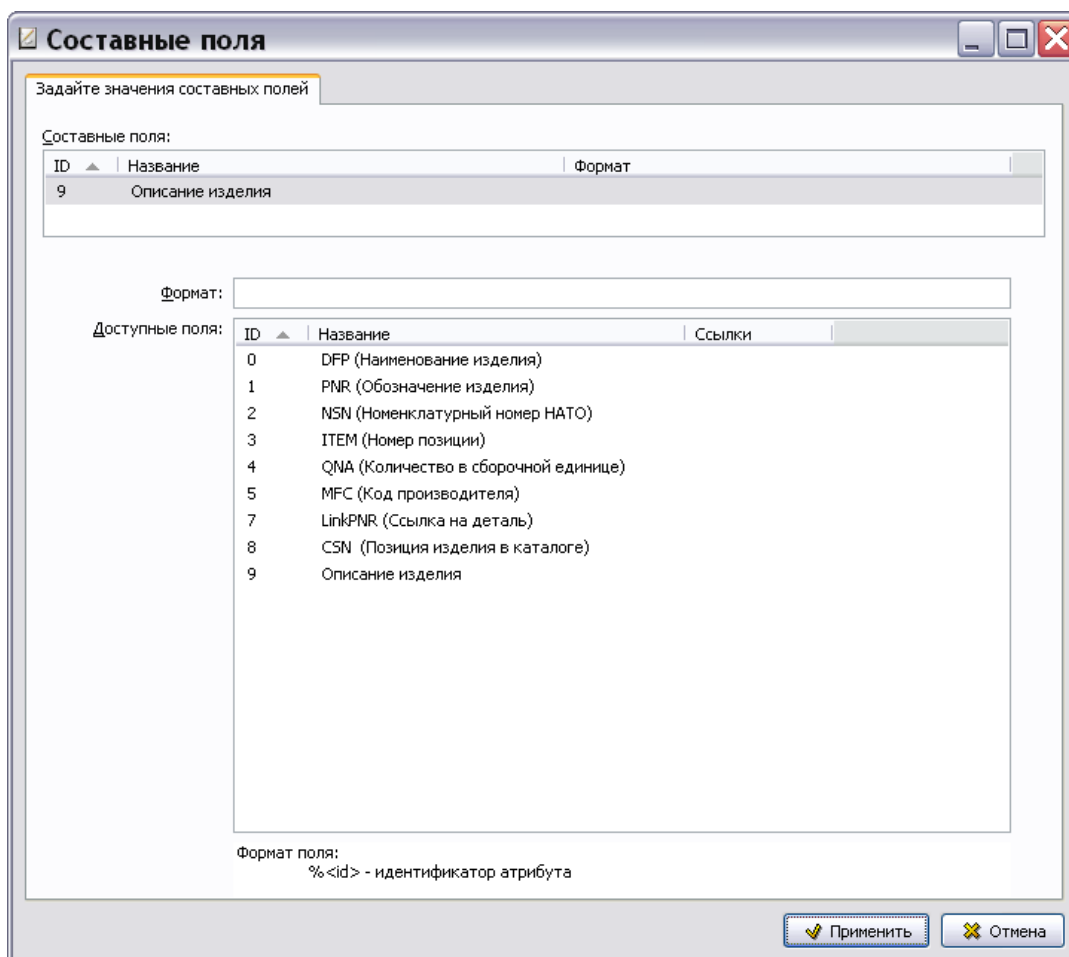 Составные поля
Задайте значения составных полей
Составные поля:
ID Название Формат
9 Описание изделия
Формат:
Доступные поля:
ID Название Ссылки
0 DFP (Наименование изделия)
1 PNR (Обозначение изделия)
2 NSN (Номенклатурный номер НАТО)
3 ITEM (Номер позиции)
4 QNA (Количество в сборочной единице)
5 MFC (Код производителя)
7 LinkPNR (Ссылка на деталь)
8 CSN (Позиция изделия в каталоге)
9 Описание изделия
Формат поля:
%<id> - идентификатор атрибута
Применить Отмена